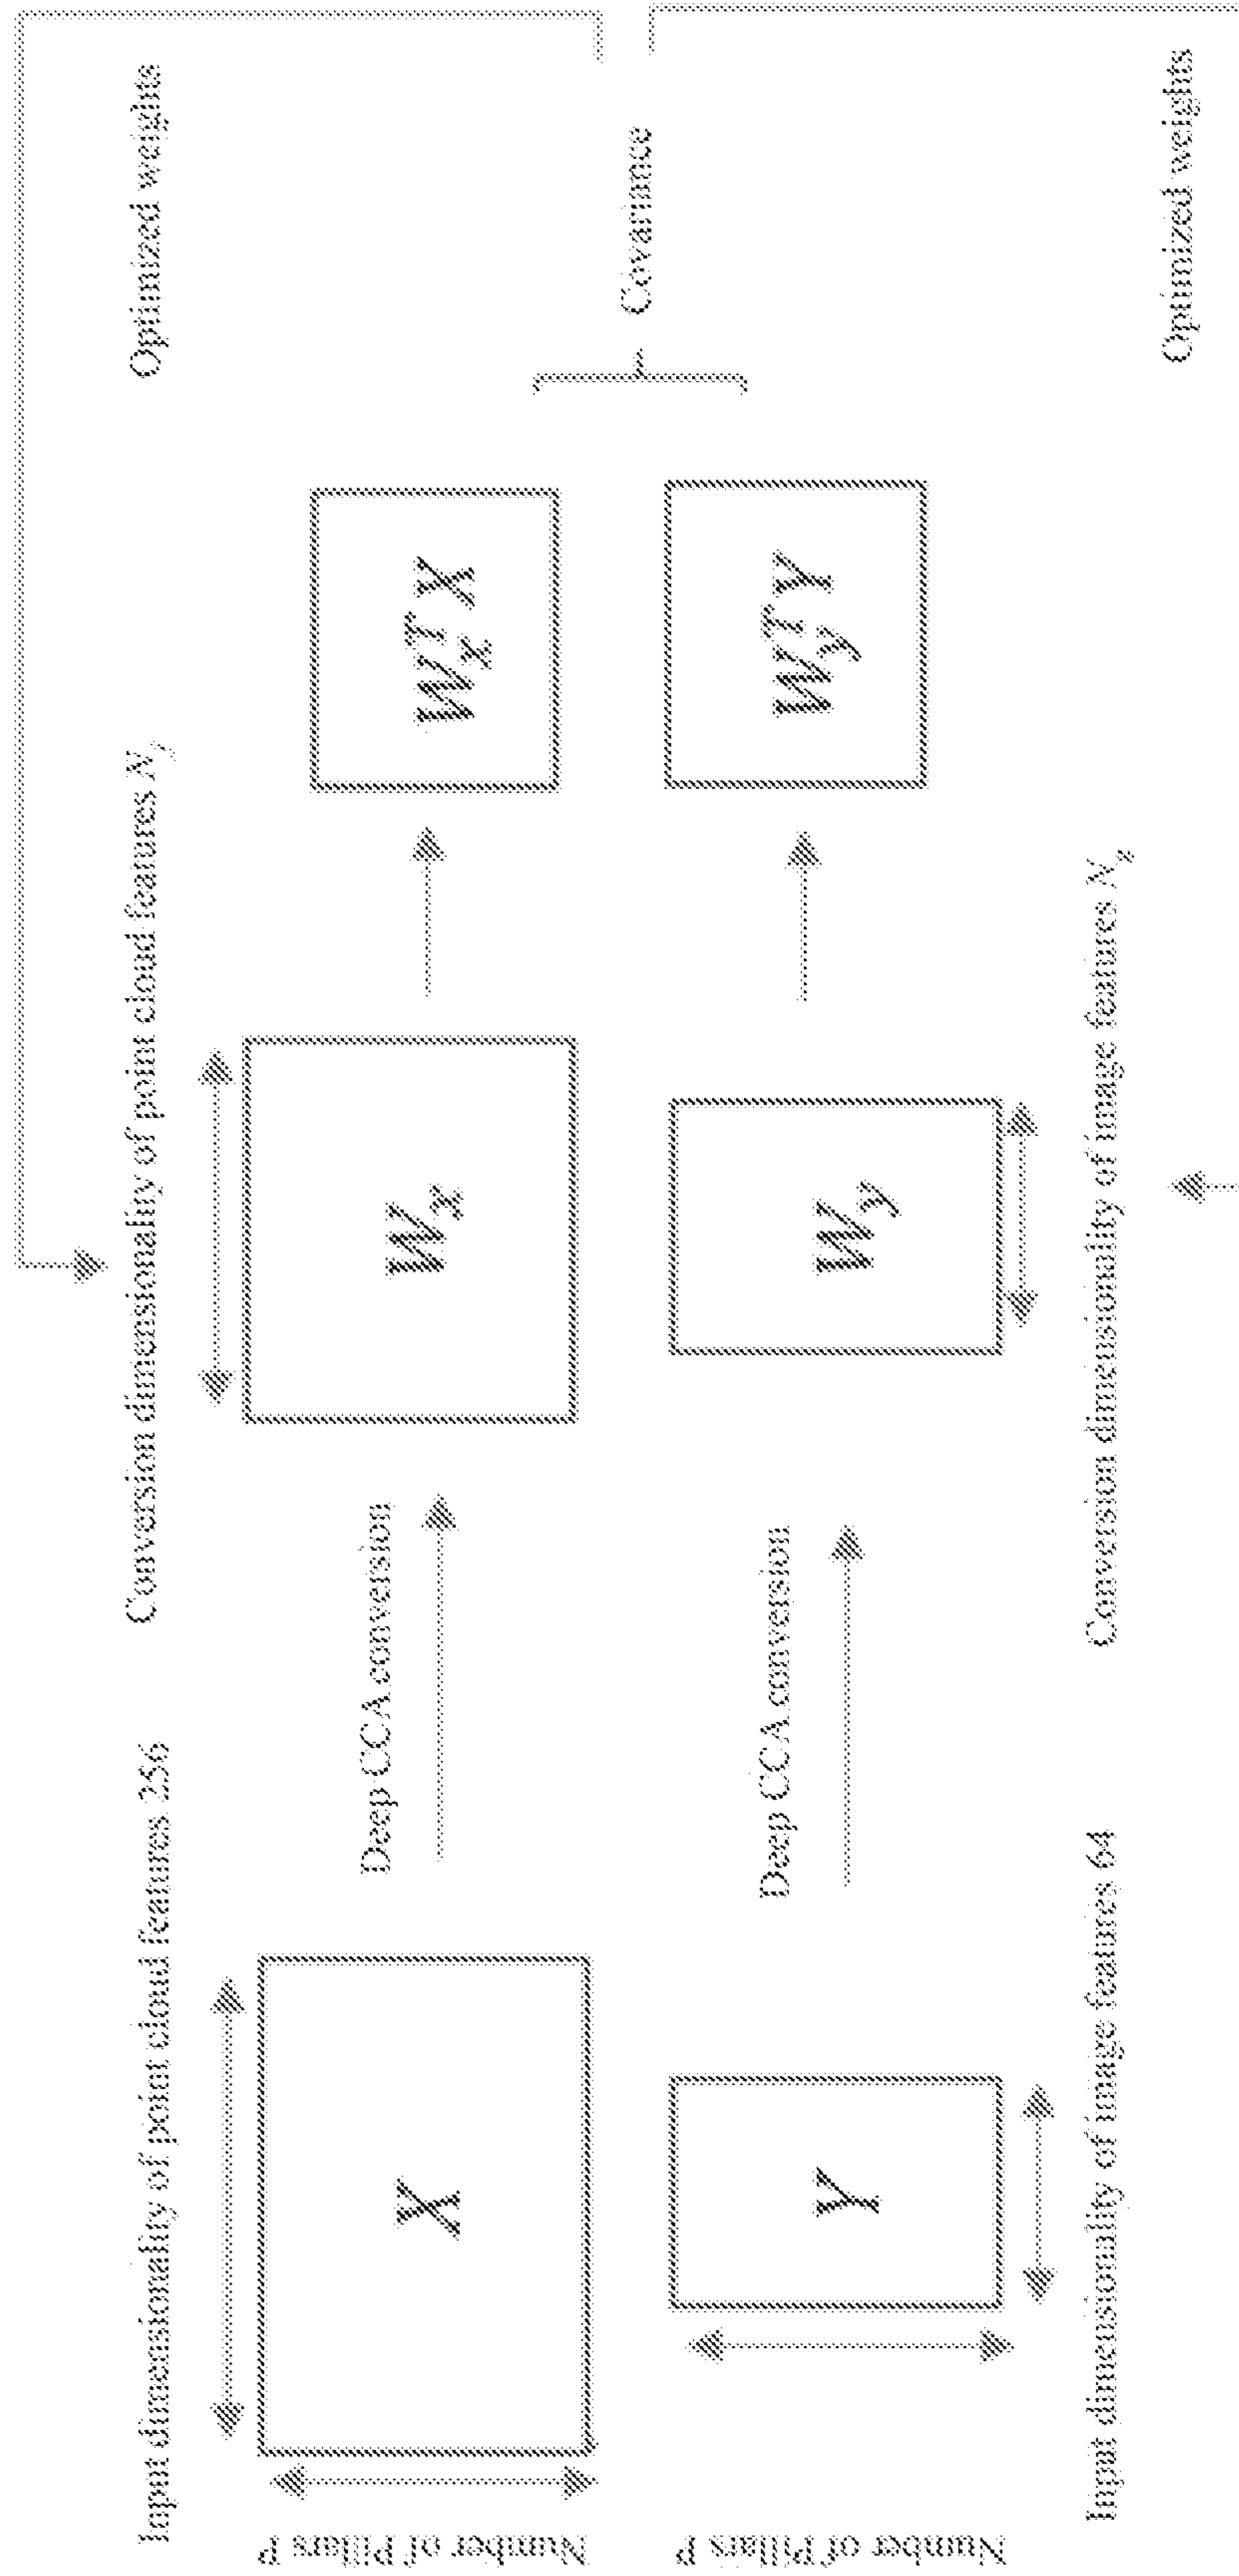 Input dimensionality of point cloud features 256
Conversion dimensionality of point cloud features N_y
Optimized weights
Number of Pillars P
X
Deep CCA conversion
W_x
W_x^T X
Covariance
Number of Pillars P
Y
Deep CCA conversion
W_y
W_y^T Y
Input dimensionality of image features 64
Conversion dimensionality of image features N_x
Optimized weights